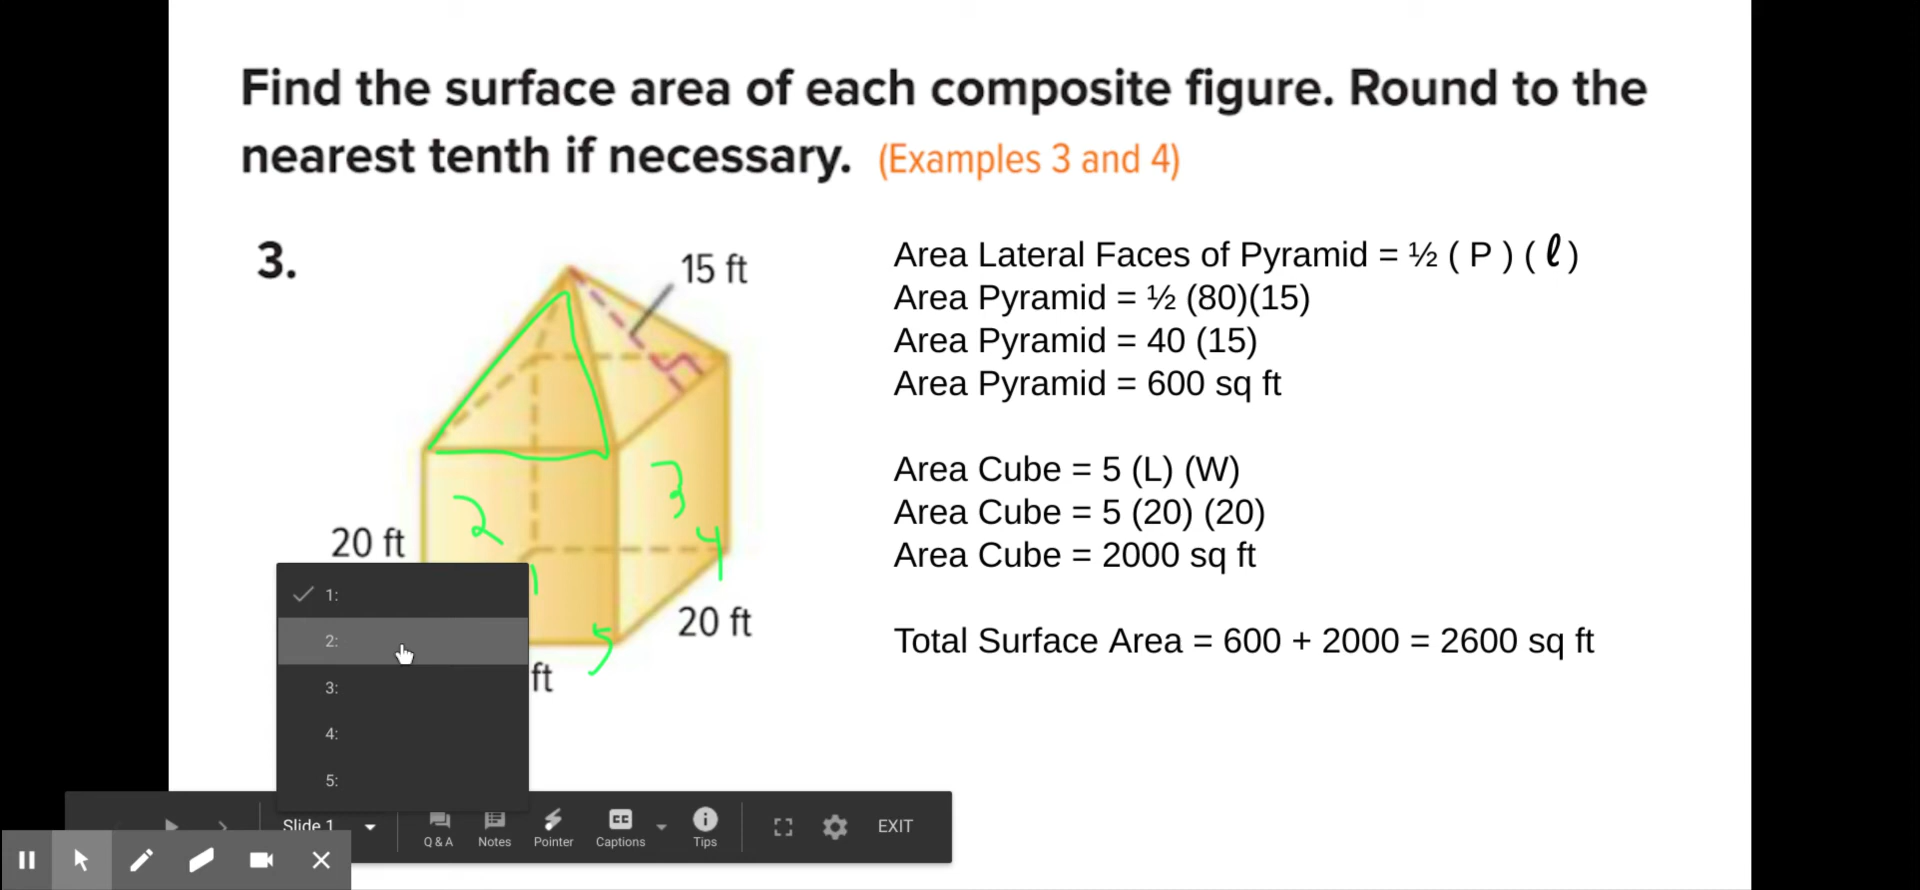 Find the surface area of each composite figure. Round to the
nearest tenth if necessary. (Examples 3 and 4)
3.
15 ft
20 ft
20 ft
ft
2
3
4
1
5
Area Lateral Faces of Pyramid = ½ ( P ) ( ℓ )
Area Pyramid = ½ (80)(15)
Area Pyramid = 40 (15)
Area Pyramid = 600 sq ft
Area Cube = 5 (L) (W)
Area Cube = 5 (20) (20)
Area Cube = 2000 sq ft
Total Surface Area = 600 + 2000 = 2600 sq ft
1:
2:
3:
4:
5:
Slide 1
Q & A
Notes
Pointer
CC
Captions
Tips
EXIT